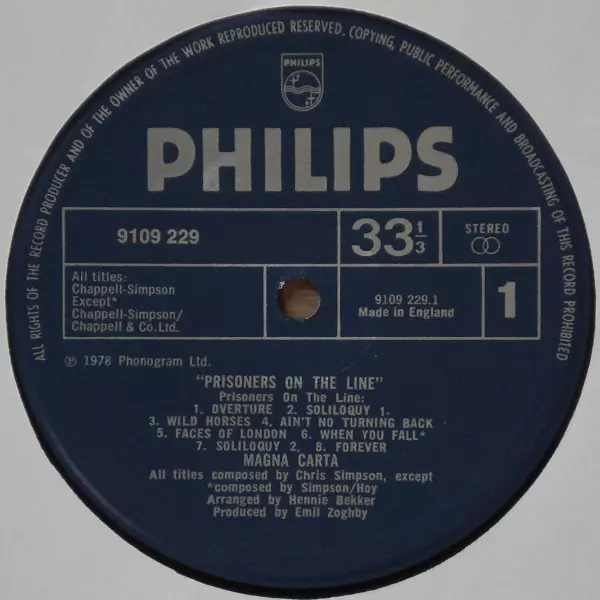 ALL RIGHTS OF THE RECORD PRODUCER AND OF THE OWNER OF THE WORK REPRODUCED RESERVED. COPYING, PUBLIC PERFORMANCE AND BROADCASTING OF THIS RECORD PROHIBITED
PHILIPS
PHILIPS
9109 229
33 1/3
STEREO
All titles:
Chappell-Simpson
Except*
Chappell-Simpson/
Chappell & Co.Ltd.
9109 229.1
Made in England
1
℗ 1978 Phonogram Ltd.
"PRISONERS ON THE LINE"
Prisoners On The Line:
1. OVERTURE 2. SOLILOQUY 1.
3. WILD HORSES 4. AIN'T NO TURNING BACK
5. FACES OF LONDON 6. WHEN YOU FALL*
7. SOLILOQUY 2. 8. FOREVER
MAGNA CARTA
All titles composed by Chris Simpson, except
*composed by Simpson/Hoy
Arranged by Hennie Bekker
Produced by Emil Zoghby